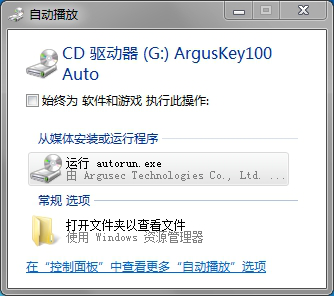 自动播放
CD 驱动器 (G:) ArgusKey100
Auto
始终为 软件和游戏 执行此操作:
从媒体安装或运行程序
运行 autorun.exe
由 Argusec Technologies Co., Ltd. ...
常规 选项
打开文件夹以查看文件
使用 Windows 资源管理器
在“控制面板”中查看更多“自动播放”选项